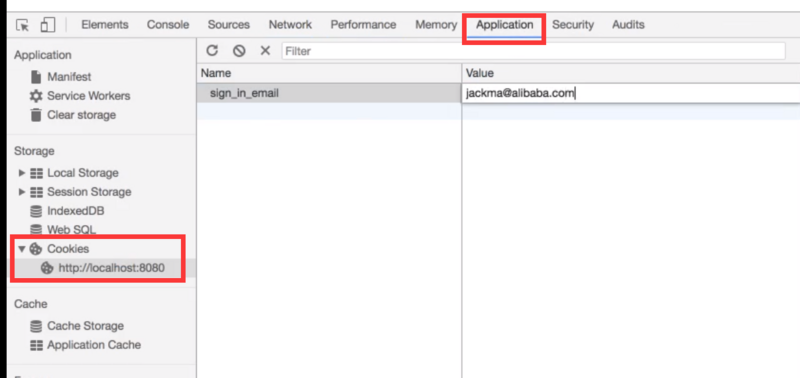 Elements Console Sources Network Performance Memory Application Security Audits
Application
Manifest
Service Workers
Clear storage
Storage
Local Storage
Session Storage
IndexedDB
Web SQL
Cookies
http://localhost:8080
Cache
Cache Storage
Application Cache
Filter
Name Value
sign_in_email jackma@alibaba.com